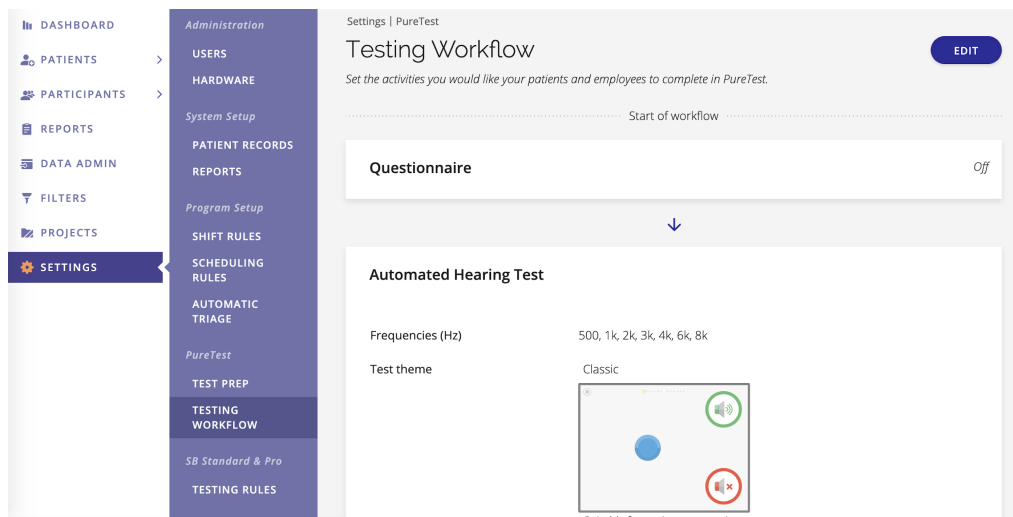 DASHBOARD
PATIENTS
PARTICIPANTS
REPORTS
DATA ADMIN
FILTERS
PROJECTS
SETTINGS
Administration
USERS
HARDWARE
System Setup
PATIENT RECORDS
REPORTS
Program Setup
SHIFT RULES
SCHEDULING
RULES
AUTOMATIC
TRIAGE
PureTest
TEST PREP
TESTING
WORKFLOW
SB Standard & Pro
TESTING RULES
Settings | PureTest
Testing Workflow
EDIT
Set the activities you would like your patients and employees to complete in PureTest.
Start of workflow
Questionnaire
Off
Automated Hearing Test
Frequencies (Hz)
500, 1k, 2k, 3k, 4k, 6k, 8k
Test theme
Classic